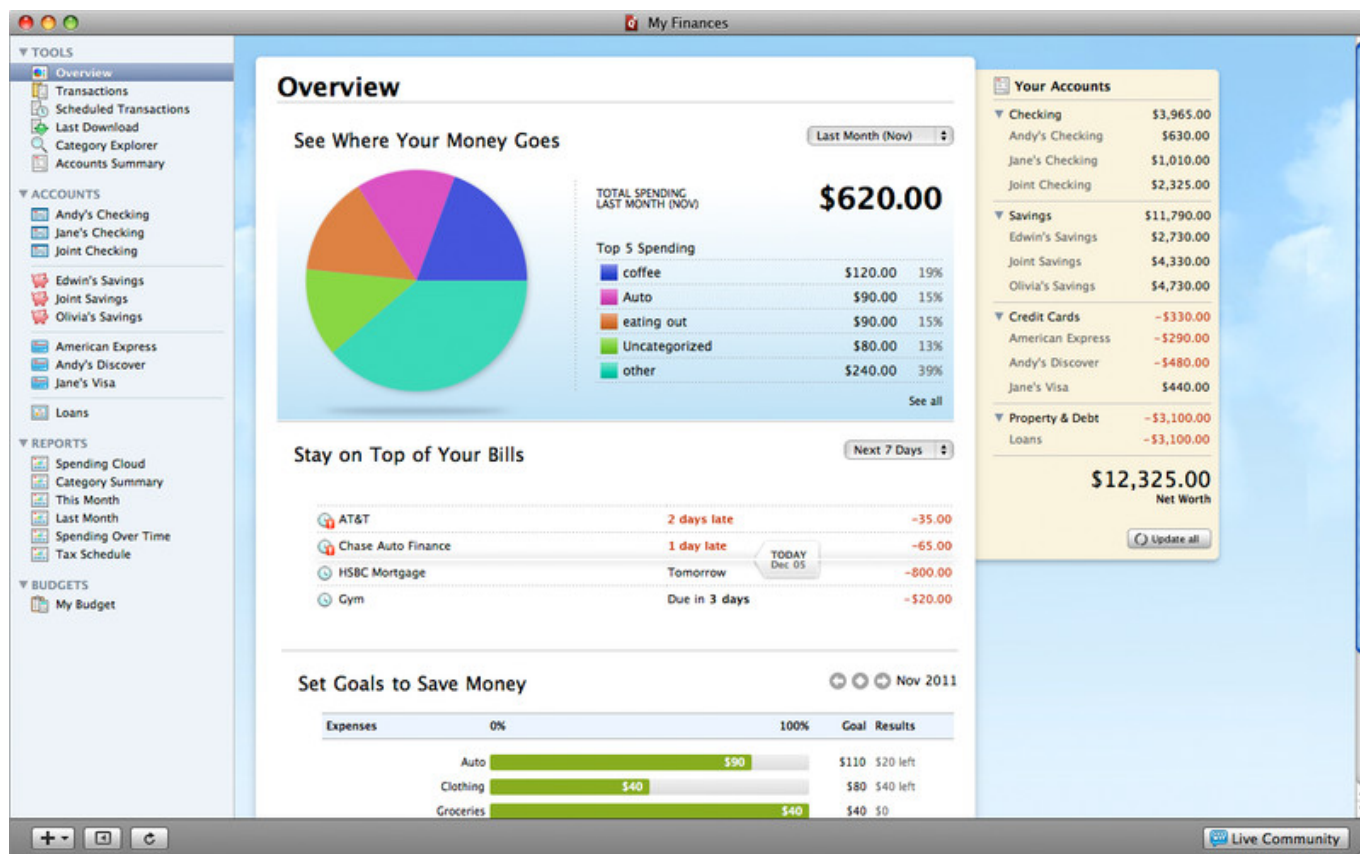 My Finances
TOOLS
Overview
Transactions
Scheduled Transactions
Last Download
Category Explorer
Accounts Summary
ACCOUNTS
Andy's Checking
Jane's Checking
Joint Checking
Edwin's Savings
Joint Savings
Olivia's Savings
American Express
Andy's Discover
Jane's Visa
Loans
REPORTS
Spending Cloud
Category Summary
This Month
Last Month
Spending Over Time
Tax Schedule
BUDGETS
My Budget
Overview
See Where Your Money Goes
Last Month (Nov)
TOTAL SPENDING
LAST MONTH (NOV)
$620.00
Top 5 Spending
coffee $120.00 19%
Auto $90.00 15%
eating out $90.00 15%
Uncategorized $80.00 13%
other $240.00 39%
See all
Stay on Top of Your Bills
Next 7 Days
AT&T 2 days late -35.00
Chase Auto Finance 1 day late -65.00
TODAY
Dec 05
HSBC Mortgage Tomorrow -800.00
Gym Due in 3 days -$20.00
Set Goals to Save Money
Nov 2011
Expenses 0% 100% Goal Results
Auto $90 $110 $20 left
Clothing $40 $80 $40 left
Groceries $40 $40 $0
Your Accounts
Checking $3,965.00
Andy's Checking $630.00
Jane's Checking $1,010.00
Joint Checking $2,325.00
Savings $11,790.00
Edwin's Savings $2,730.00
Joint Savings $4,330.00
Olivia's Savings $4,730.00
Credit Cards -$330.00
American Express -$290.00
Andy's Discover -$480.00
Jane's Visa $440.00
Property & Debt -$3,100.00
Loans -$3,100.00
$12,325.00
Net Worth
Update all
Live Community